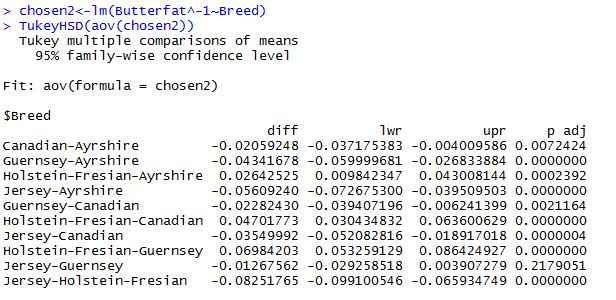 > chosen2<-lm(Butterfat^-1~Breed)
> TukeyHSD(aov(chosen2))
Tukey multiple comparisons of means
95% family-wise confidence level
Fit: aov(formula = chosen2)
$Breed
diff lwr upr p adj
Canadian-Ayrshire -0.02059248 -0.037175383 -0.004009586 0.0072424
Guernsey-Ayrshire -0.04341678 -0.059999681 -0.026833884 0.0000000
Holstein-Fresian-Ayrshire 0.02642525 0.009842347 0.043008144 0.0002392
Jersey-Ayrshire -0.05609240 -0.072675300 -0.039509503 0.0000000
Guernsey-Canadian -0.02282430 -0.039407196 -0.006241399 0.0021164
Holstein-Fresian-Canadian 0.04701773 0.030434832 0.063600629 0.0000000
Jersey-Canadian -0.03549992 -0.052082816 -0.018917018 0.0000004
Holstein-Fresian-Guernsey 0.06984203 0.053259129 0.086424927 0.0000000
Jersey-Guernsey -0.01267562 -0.029258518 0.003907279 0.2179051
Jersey-Holstein-Fresian -0.08251765 -0.099100546 -0.065934749 0.0000000